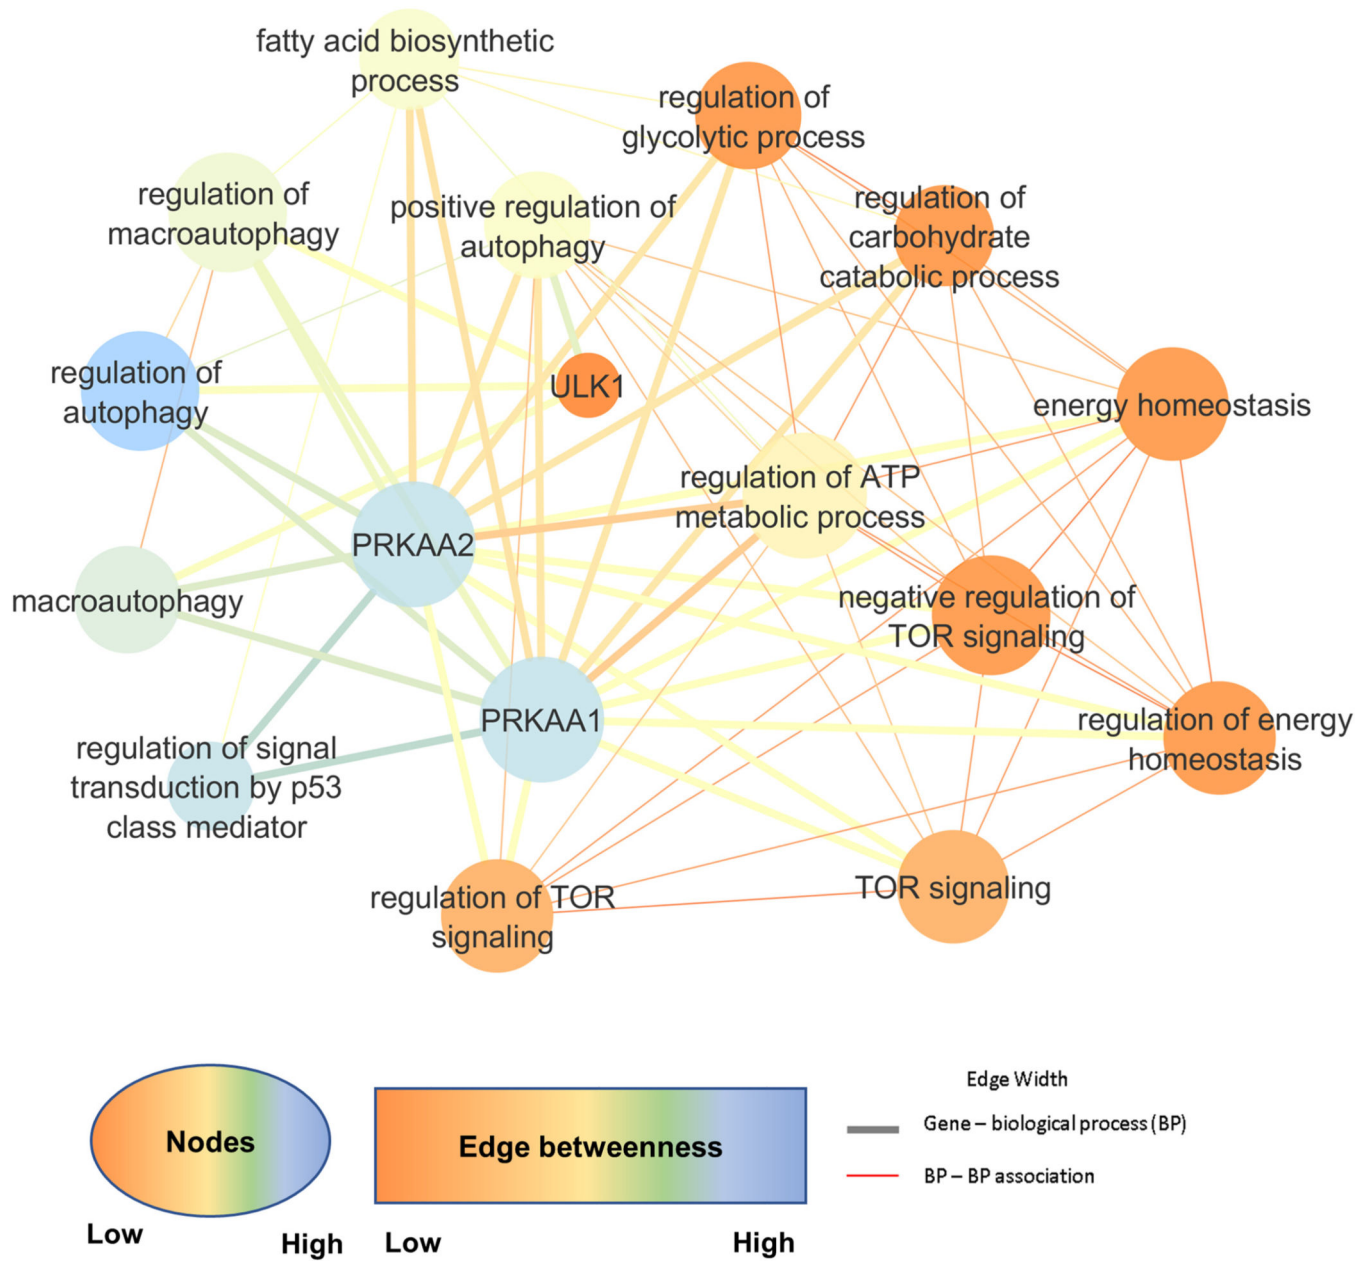 fatty acid biosynthetic
process
regulation of
glycolytic process
regulation of
macroautophagy
positive regulation of
autophagy
regulation of
carbohydrate
catabolic process
regulation of
autophagy
ULK1
energy homeostasis
regulation of ATP
metabolic process
PRKAA2
macroautophagy
negative regulation of
TOR signaling
PRKAA1
regulation of energy
homeostasis
regulation of signal
transduction by p53
class mediator
regulation of TOR
signaling
TOR signaling
Nodes
Low
High
Edge betweenness
Low
High
Edge Width
Gene – biological process (BP)
BP – BP association